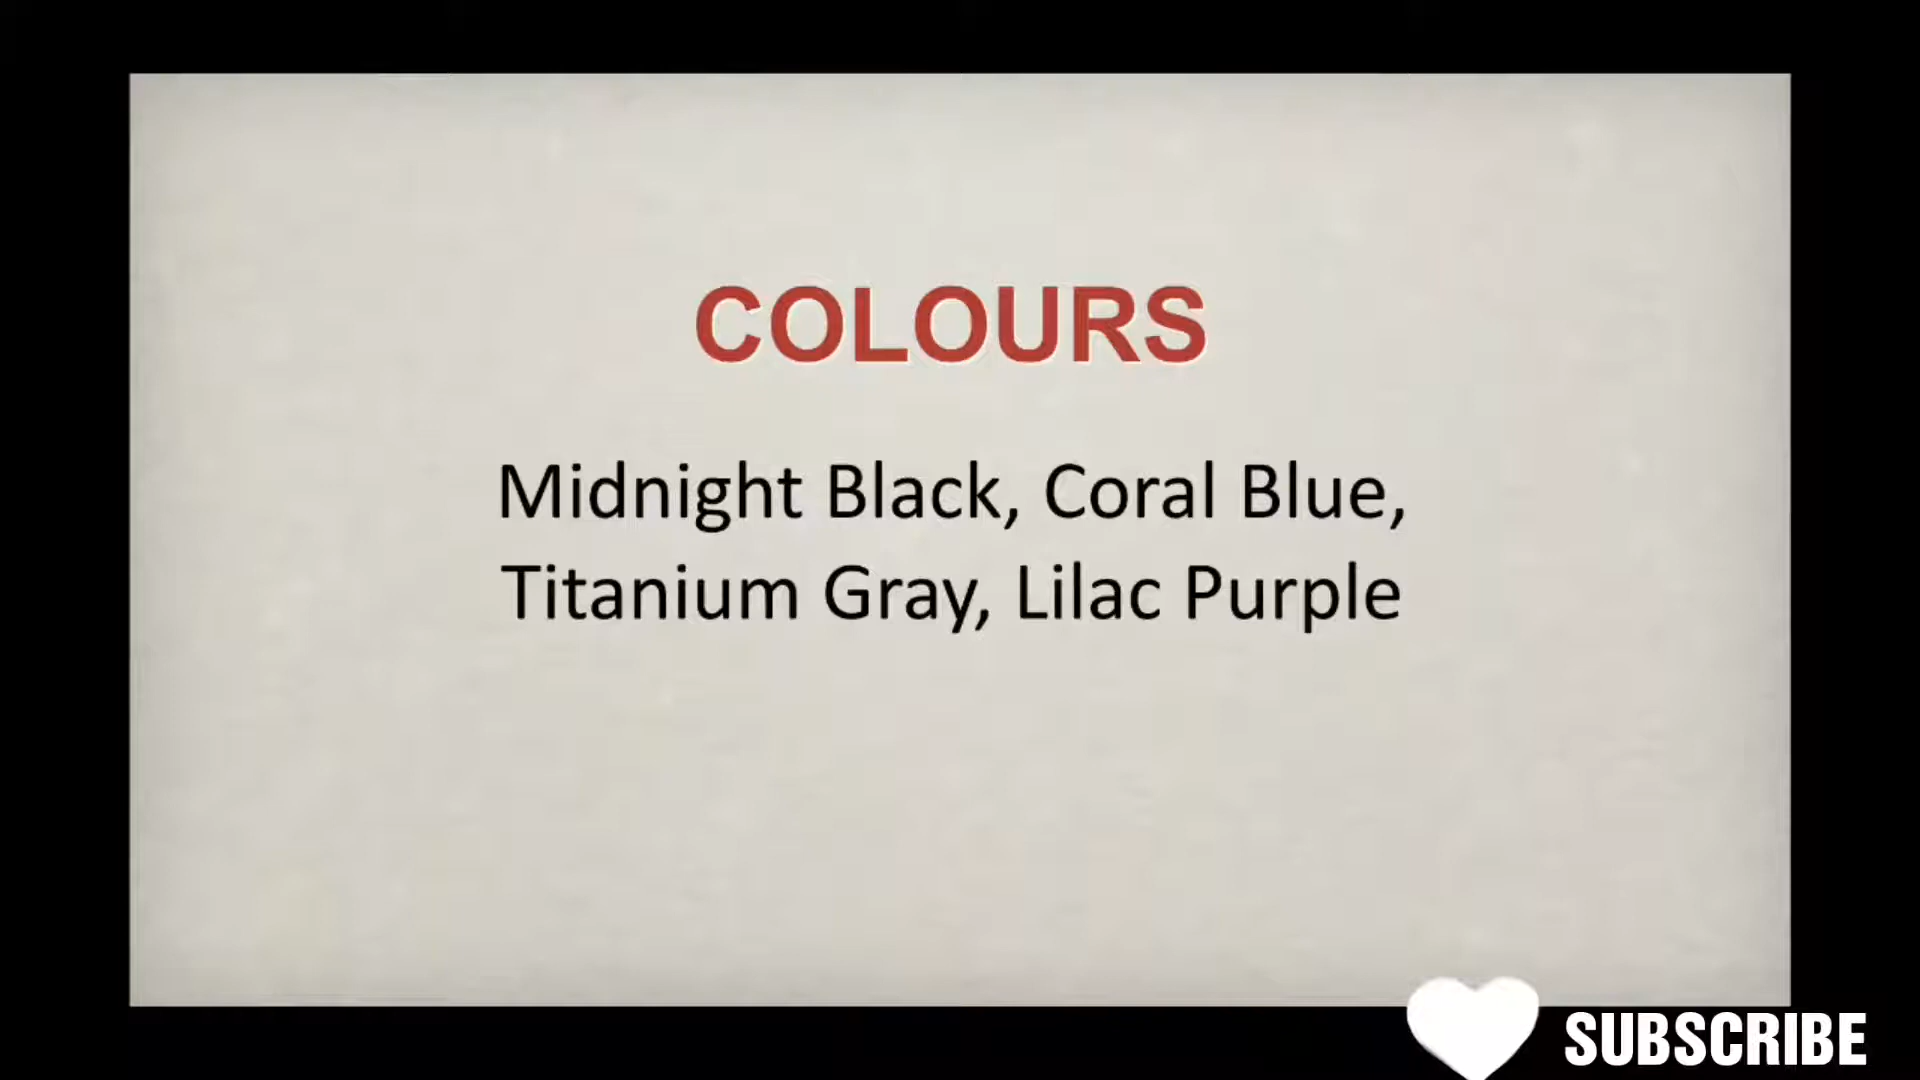 COLOURS
Midnight Black, Coral Blue,
Titanium Gray, Lilac Purple
SUBSCRIBE